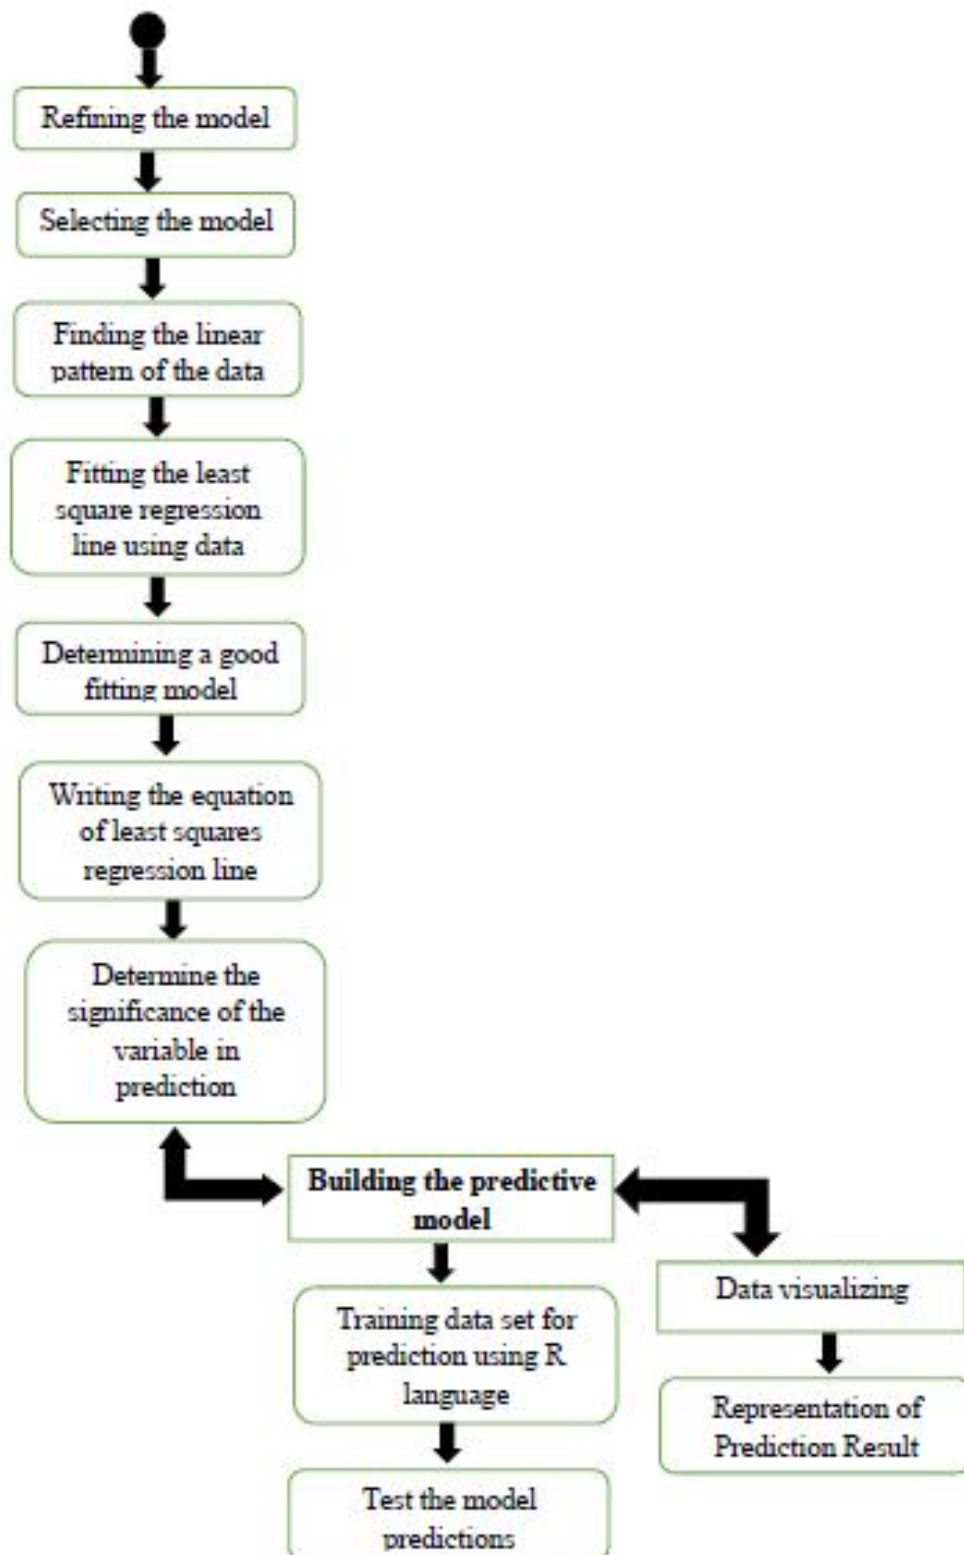 Refining the model
Selecting the model
Finding the linear
pattern of the data
Fitting the least
square regression
line using data
Determining a good
fitting model
Writing the equation
of least squares
regression line
Determine the
significance of the
variable in
prediction
Building the predictive
model
Training data set for
prediction using R
language
Test the model
predictions
Data visualizing
Representation of
Prediction Result